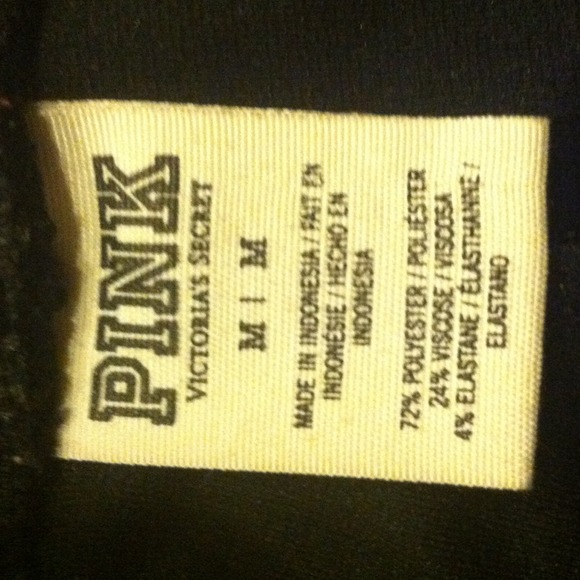 PINK
VICTORIA'S SECRET
M | M
MADE IN INDONESIA / FAIT EN
INDONÉSIE / HECHO EN
INDONESIA
72% POLYESTER / POLIÉSTER
24% VISCOSE / VISCOSA
4% ELASTANE / ÉLASTHANNE /
ELASTANO